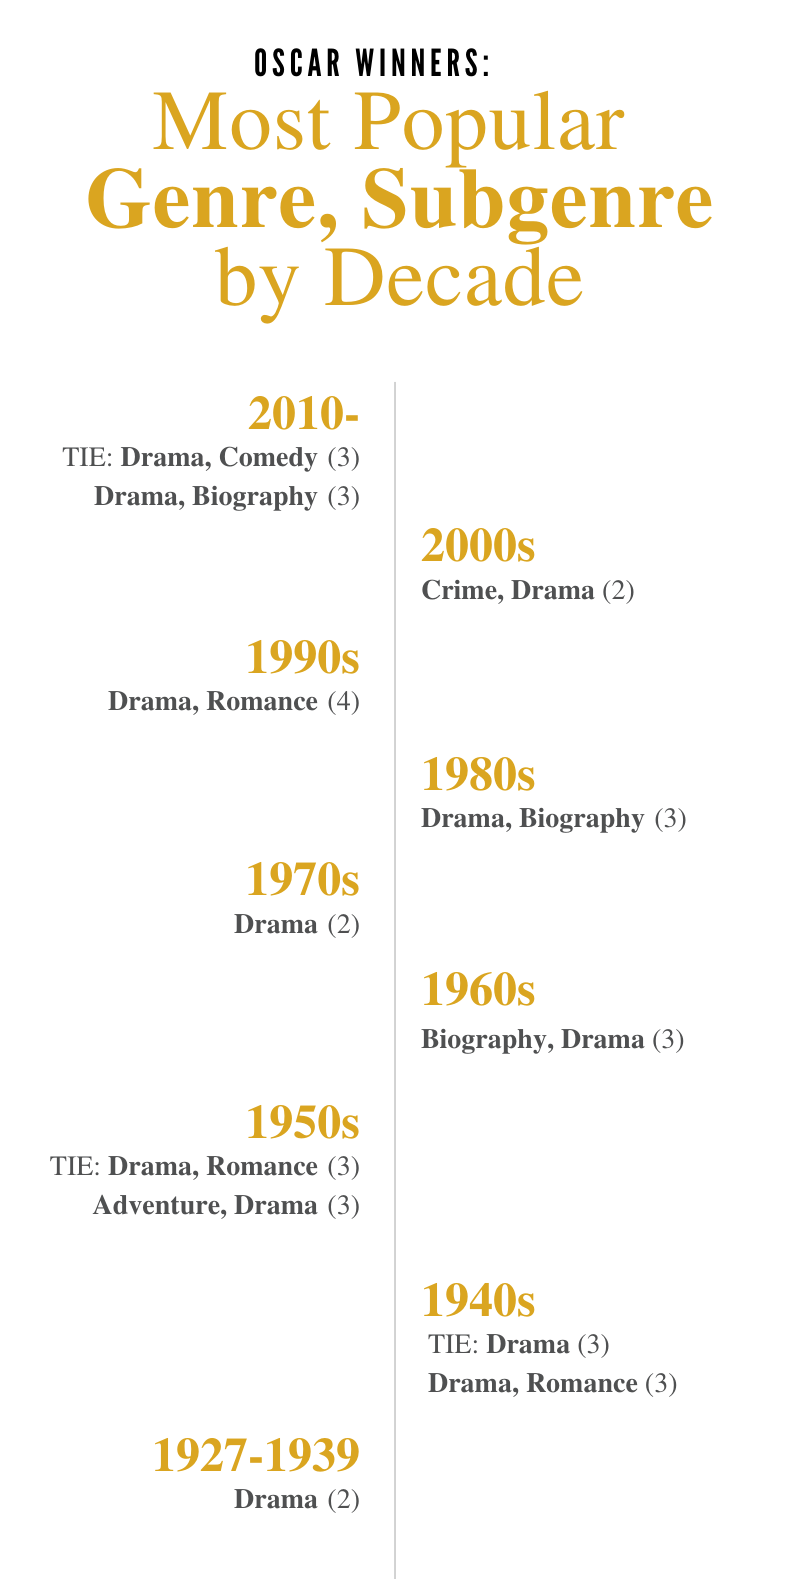 OSCAR WINNERS:
Most Popular
Genre, Subgenre
by Decade
2010-
TIE: Drama, Comedy (3)
Drama, Biography (3)
2000s
Crime, Drama (2)
1990s
Drama, Romance (4)
1980s
Drama, Biography (3)
1970s
Drama (2)
1960s
Biography, Drama (3)
1950s
TIE: Drama, Romance (3)
Adventure, Drama (3)
1940s
TIE: Drama (3)
Drama, Romance (3)
1927-1939
Drama (2)